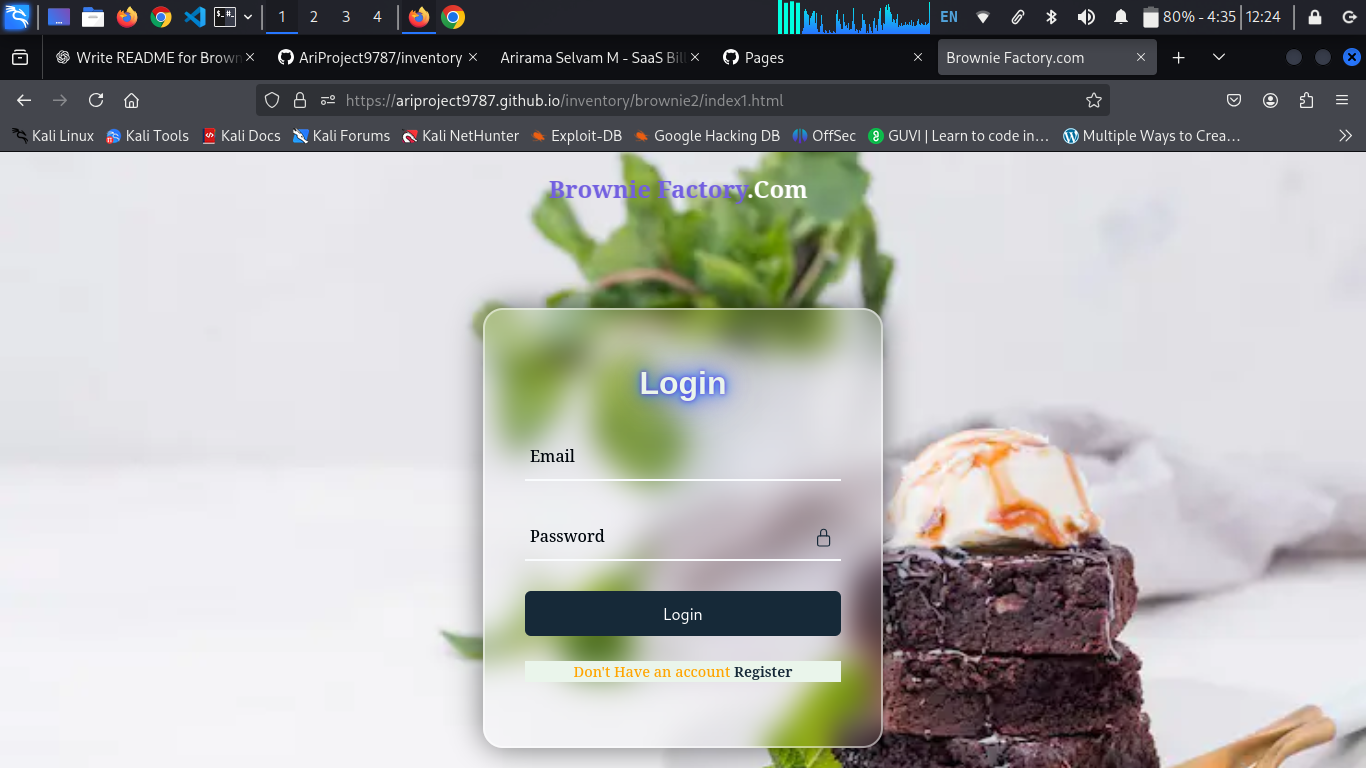 1 2 3 4 EN 80% - 4:35 12:24
Write README for Brown AriProject9787/inventory Arirama Selvam M - SaaS Bil Pages Brownie Factory.com
https://ariproject9787.github.io/inventory/brownie2/index1.html
Kali Linux Kali Tools Kali Docs Kali Forums Kali NetHunter Exploit-DB Google Hacking DB OffSec GUVI | Learn to code in… Multiple Ways to Crea…
Brownie Factory.Com
Login
Email
Password
Login
Don't Have an account Register